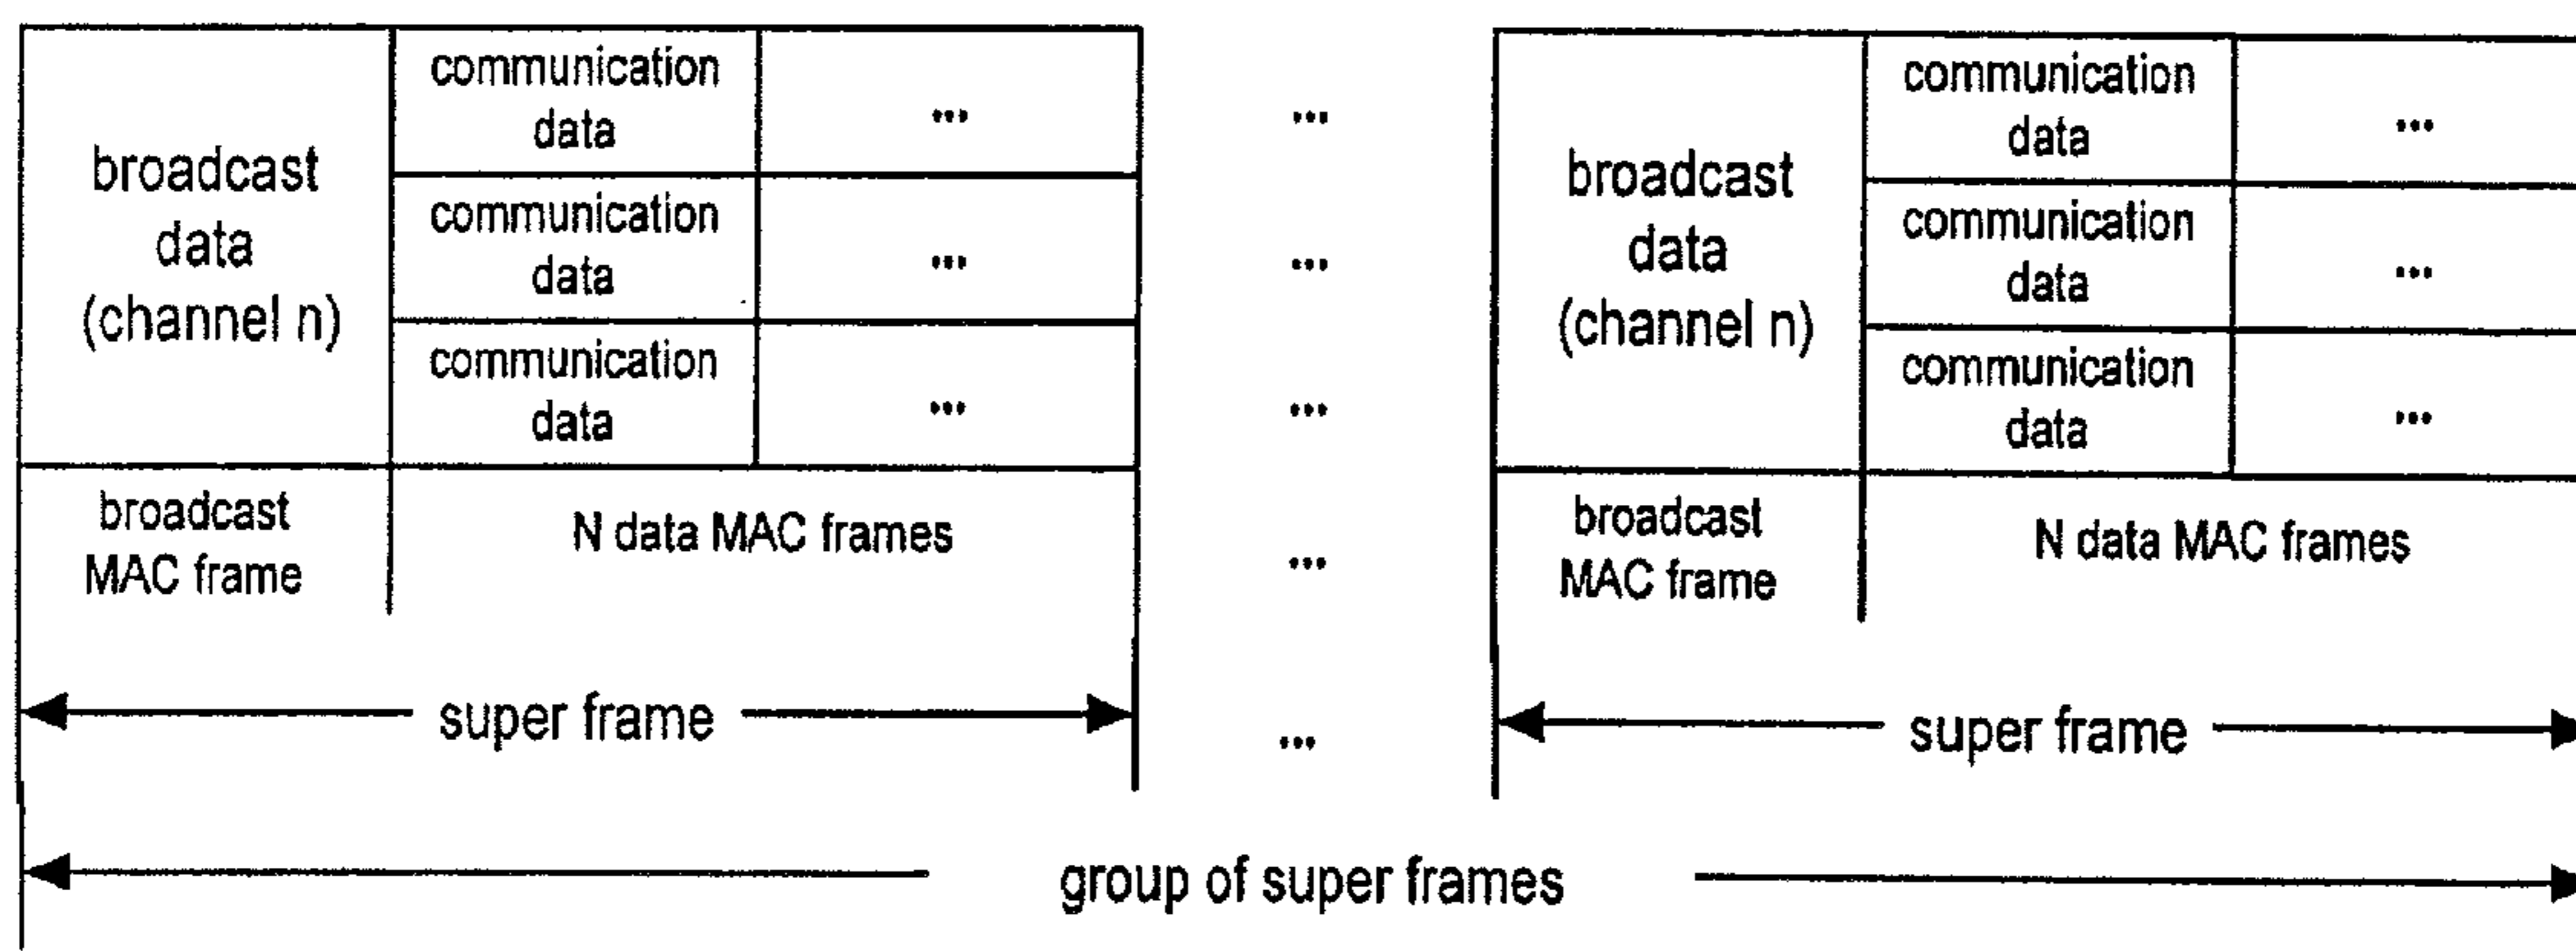 broadcast
data
(channel n)
communication
data
...
communication
data
...
communication
data
...
broadcast
MAC frame
N data MAC frames
super frame
...
...
...
...
...
broadcast
data
(channel n)
communication
data
...
communication
data
...
communication
data
...
broadcast
MAC frame
N data MAC frames
super frame
group of super frames